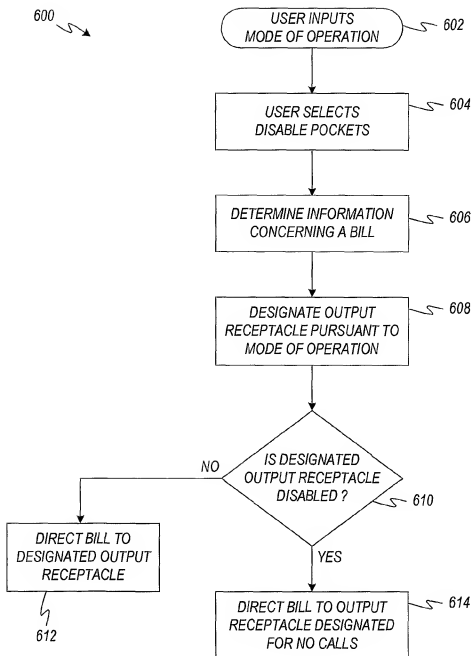 600
USER INPUTS
MODE OF OPERATION
602
USER SELECTS
DISABLE POCKETS
604
DETERMINE INFORMATION
CONCERNING A BILL
606
DESIGNATE OUTPUT
RECEPTACLE PURSUANT TO
MODE OF OPERATION
608
IS DESIGNATED
OUTPUT RECEPTACLE
DISABLED ?
610
NO
DIRECT BILL TO
DESIGNATED OUTPUT
RECEPTACLE
612
YES
DIRECT BILL TO OUTPUT
RECEPTACLE DESIGNATED
FOR NO CALLS
614